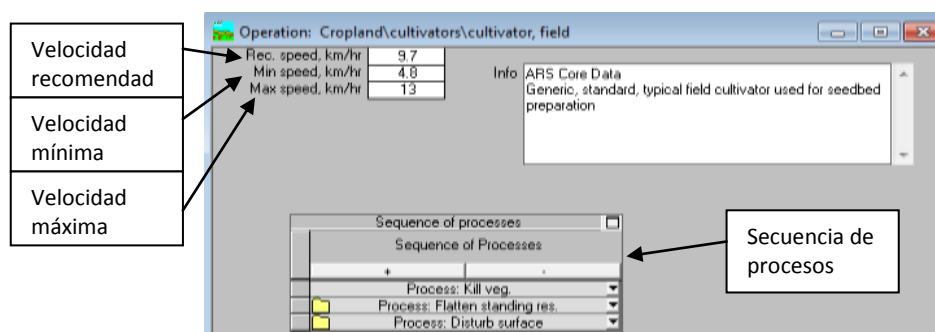 Operation: Cropland\cultivators\cultivator, field
Velocidad
recomendad
Velocidad
mínima
Velocidad
máxima
Rec. speed, km/hr 9.7
Min speed, km/hr 4.8
Max speed, km/hr 13
Info
ARS Core Data
Generic, standard, typical field cultivator used for seedbed
preparation
Sequence of processes
Sequence of Processes
+ -
Process: Kill veg.
Process: Flatten standing res.
Process: Disturb surface
Secuencia de
procesos